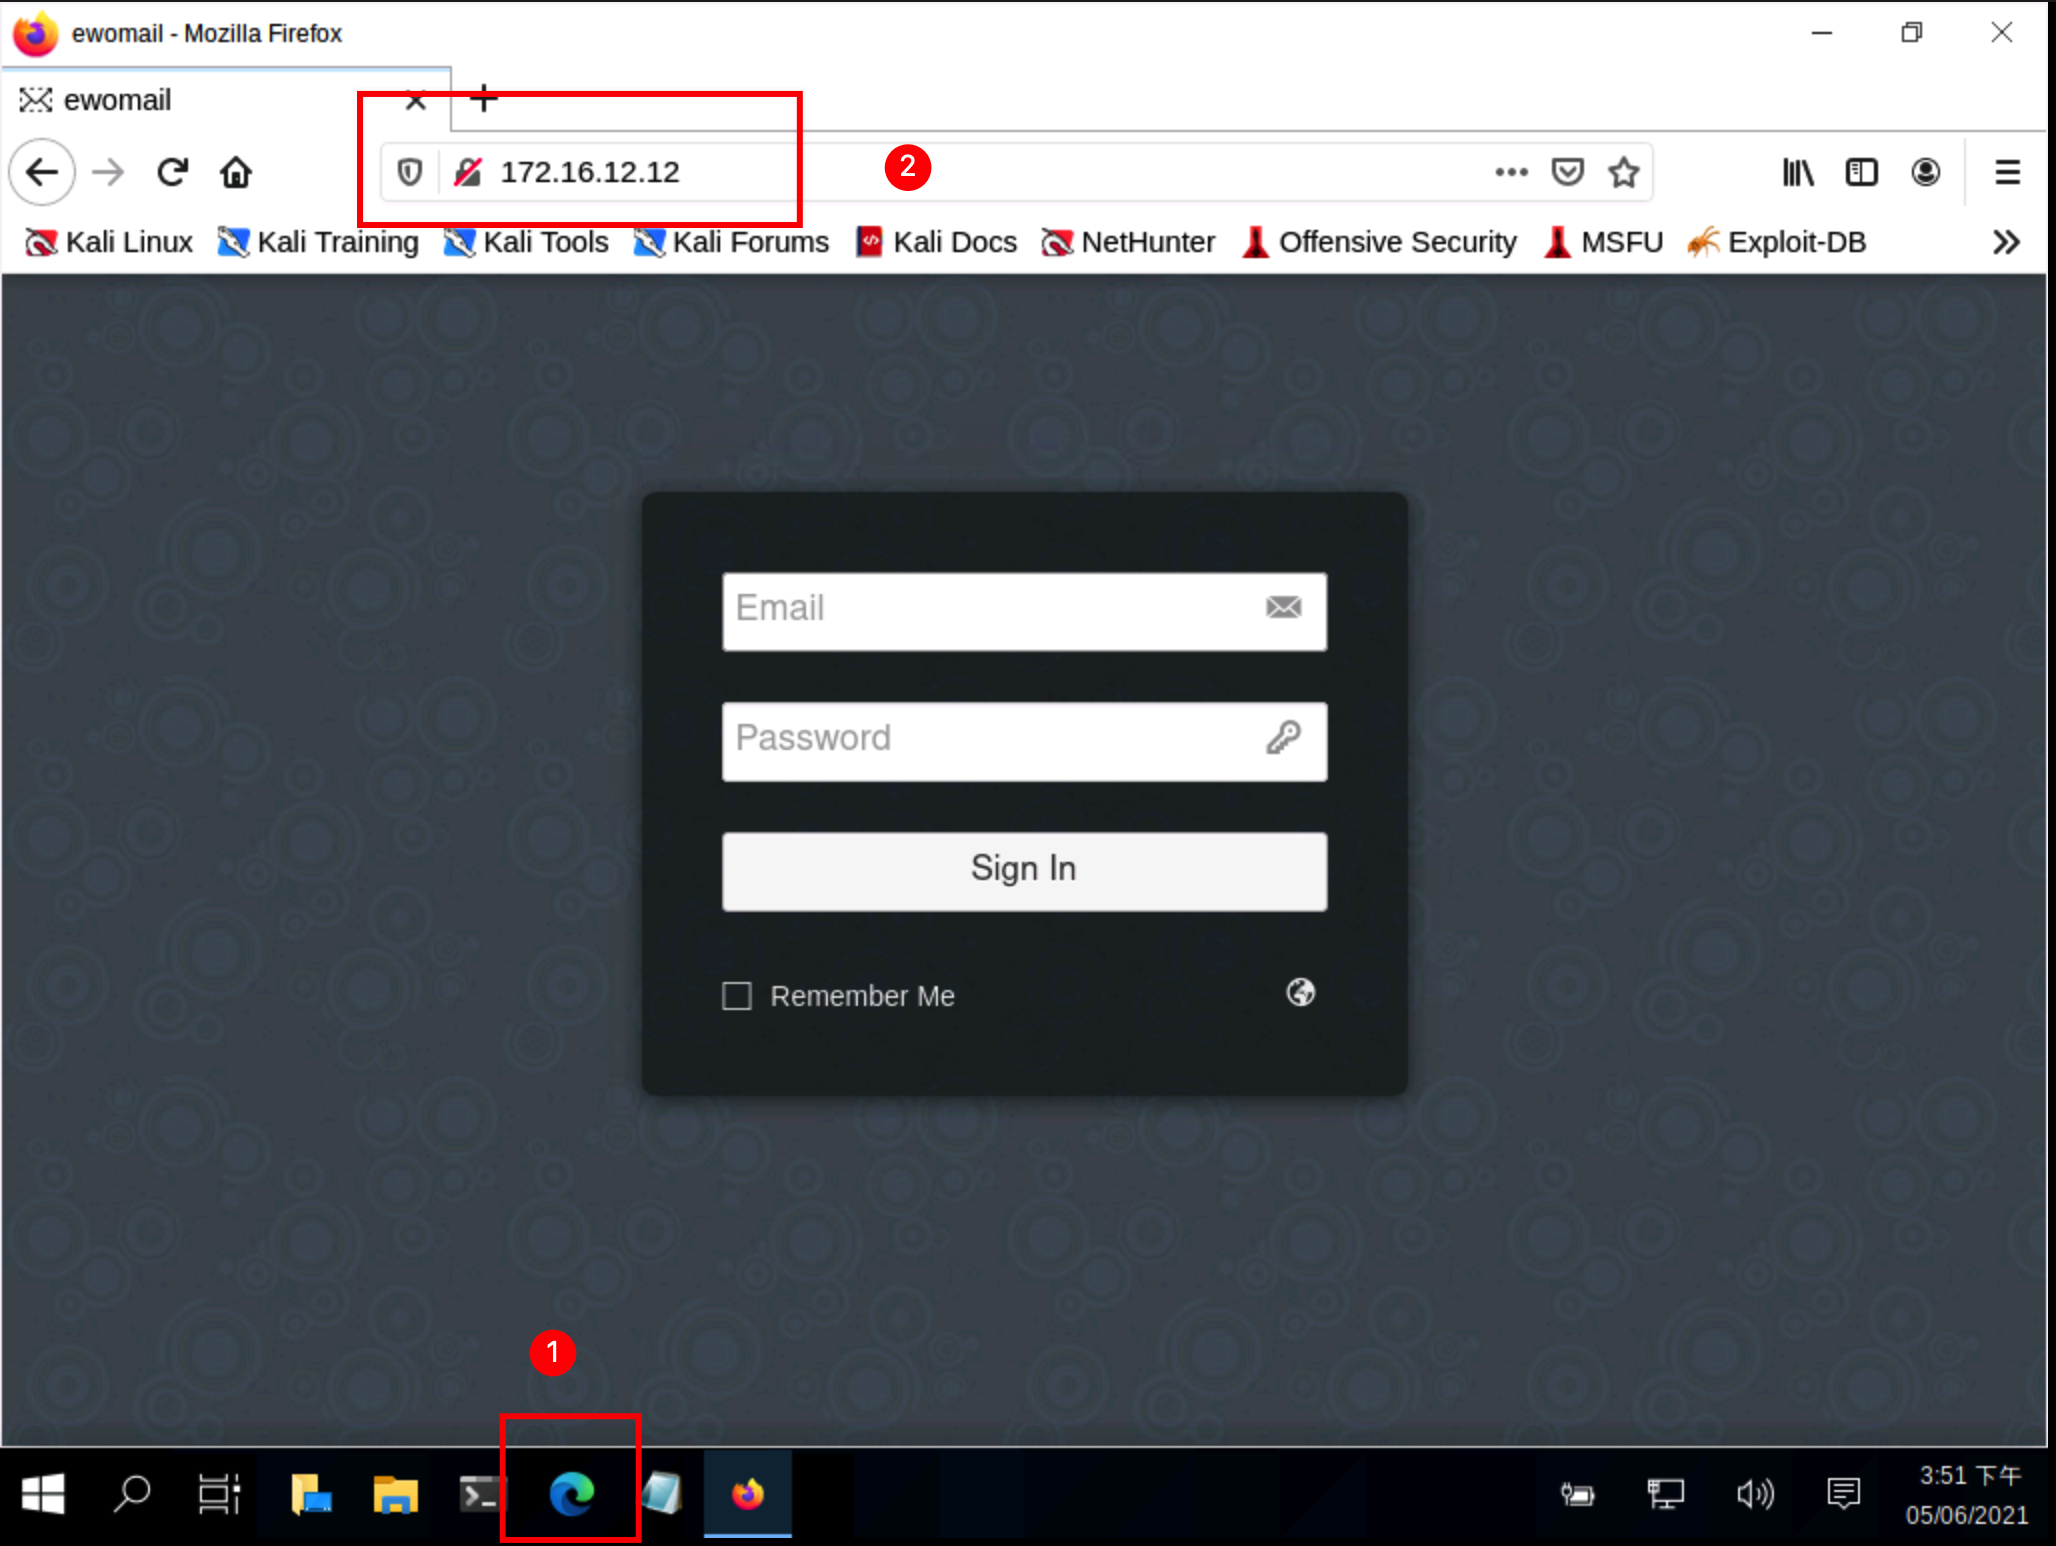 ewomail - Mozilla Firefox
ewomail
172.16.12.12
2
Kali Linux Kali Training Kali Tools Kali Forums Kali Docs NetHunter Offensive Security MSFU Exploit-DB
Email
Password
Sign In
Remember Me
1
3:51 下午
05/06/2021